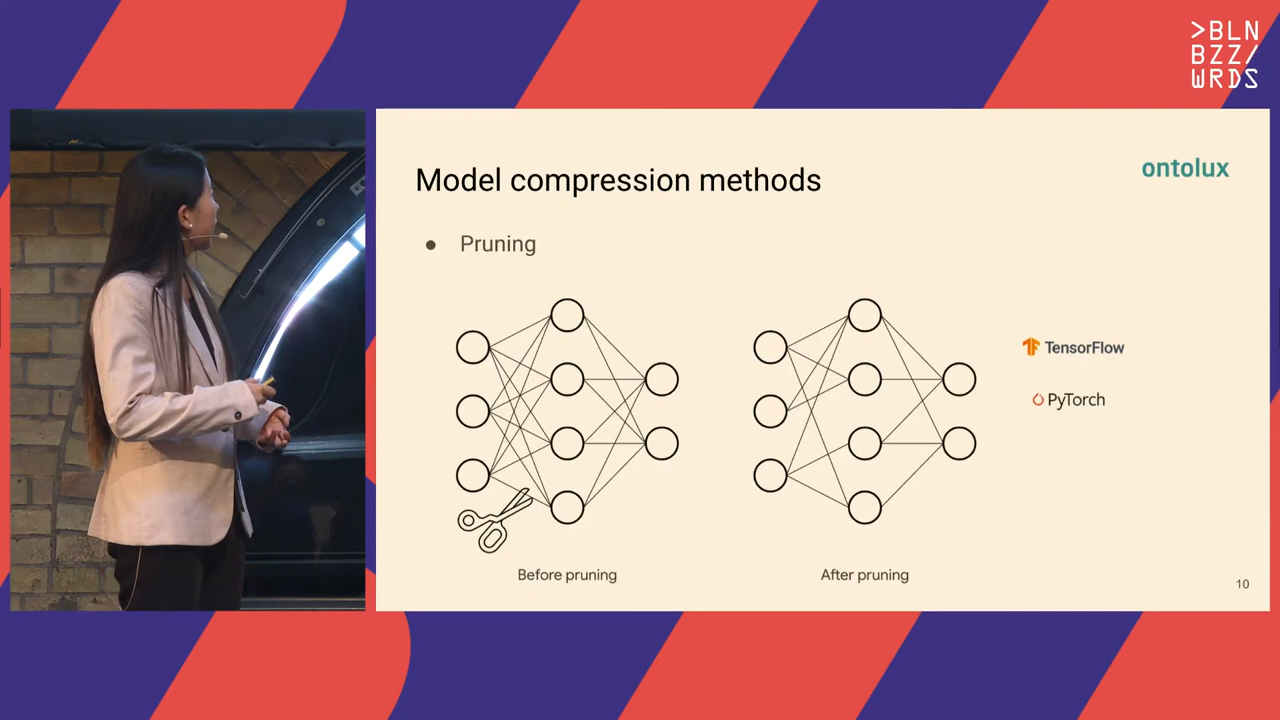 >BLN
BZZ/
WRDS
ontolux
Model compression methods
● Pruning
TensorFlow
PyTorch
Before pruning
After pruning
10